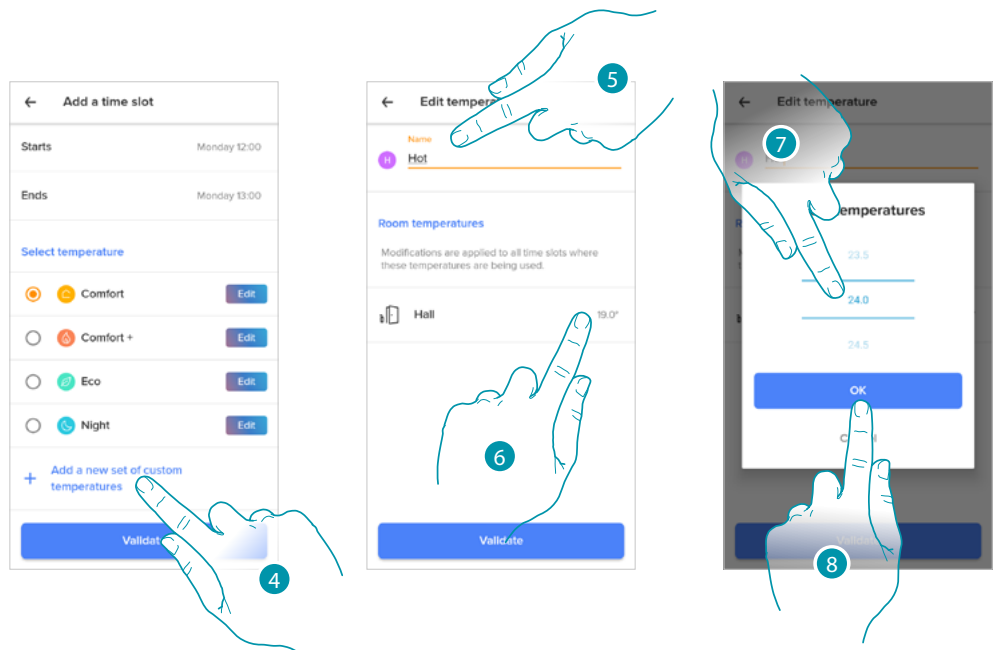 Add a time slot
Starts
Monday 12:00
Ends
Monday 13:00
Select temperature
Comfort
Edit
Comfort +
Edit
Eco
Edit
Night
Edit
Add a new set of custom
temperatures
Validat
4
Edit tempera
5
Name
H
Hot
Room temperatures
Modifications are applied to all time slots where
these temperatures are being used.
Hall
19.0°
6
Validate
Edit temperature
7
H
emperatures
23.5
24.0
24.5
OK
Validate
8